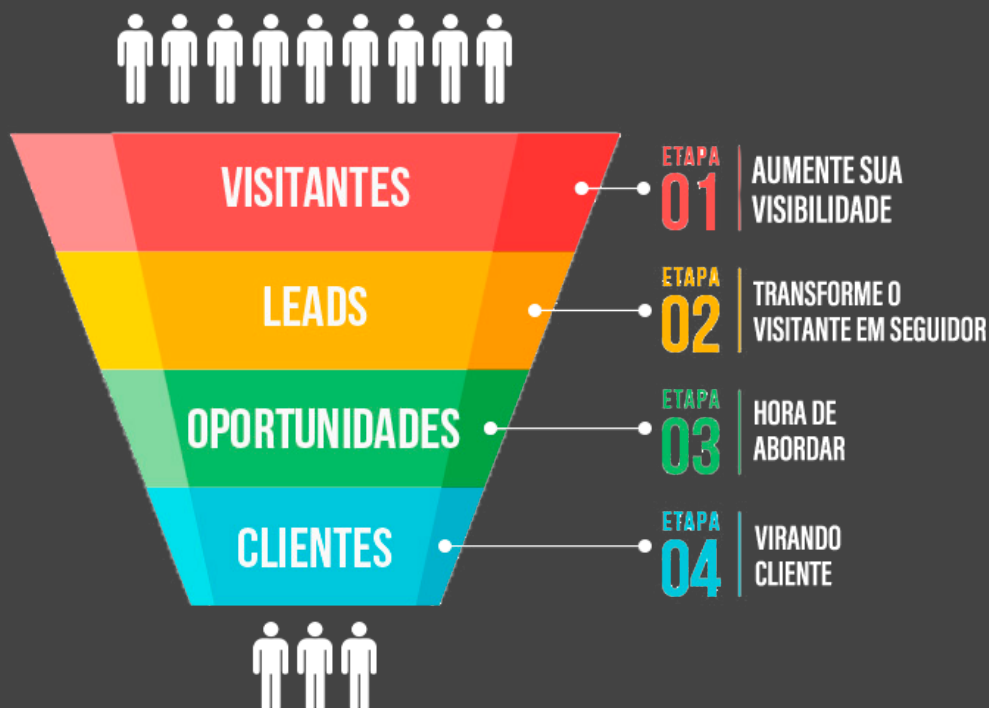 VISITANTES
ETAPA
01
AUMENTE SUA
VISIBILIDADE
LEADS
ETAPA
02
TRANSFORME O
VISITANTE EM SEGUIDOR
OPORTUNIDADES
ETAPA
03
HORA DE
ABORDAR
CLIENTES
ETAPA
04
VIRANDO
CLIENTE